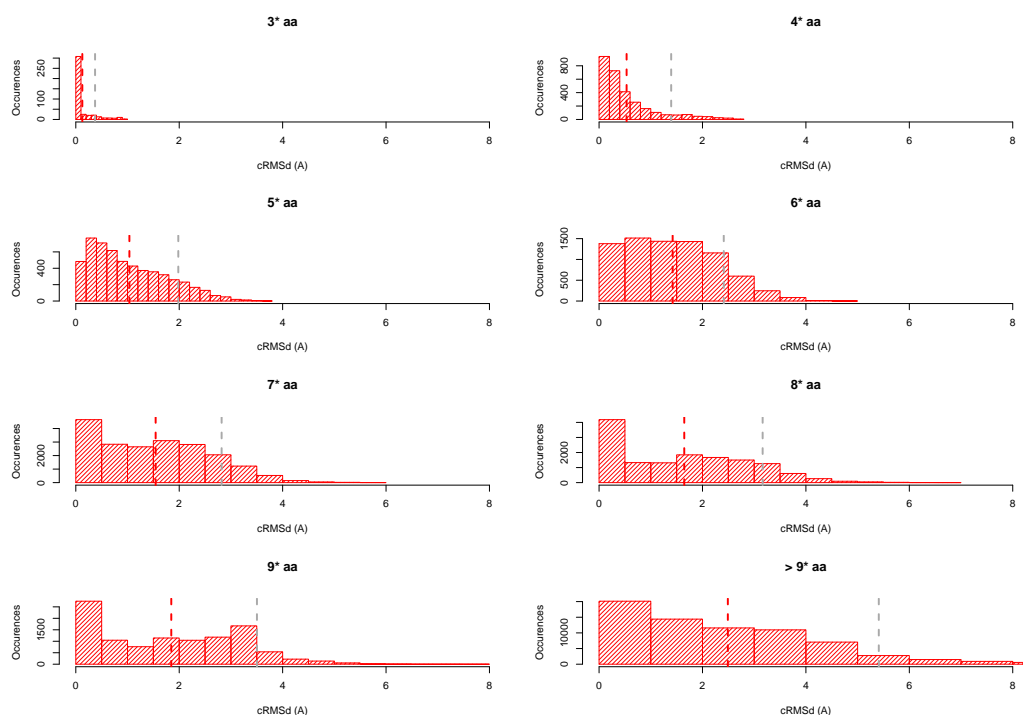 3* aa
Occurences
0 100 250
0 2 4 6 8
cRMSd (A)
4* aa
Occurences
0 400 800
0 2 4 6 8
cRMSd (A)
5* aa
Occurences
0 400
0 2 4 6 8
cRMSd (A)
6* aa
Occurences
0 500 1500
0 2 4 6 8
cRMSd (A)
7* aa
Occurences
0 2000
0 2 4 6 8
cRMSd (A)
8* aa
Occurences
0 2000
0 2 4 6 8
cRMSd (A)
9* aa
Occurences
0 1500
0 2 4 6 8
cRMSd (A)
> 9* aa
Occurences
0 10000
0 2 4 6 8
cRMSd (A)